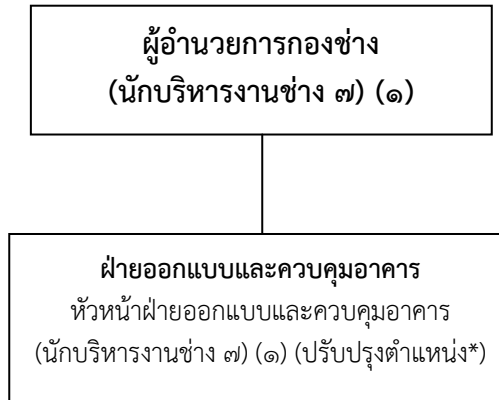 ผู้อำนวยการกองช่าง
(นักบริหารงานช่าง ๗) (๑)
ฝ่ายออกแบบและควบคุมอาคาร
หัวหน้าฝ่ายออกแบบและควบคุมอาคาร
(นักบริหารงานช่าง ๗) (๑) (ปรับปรุงตำแหน่ง*)